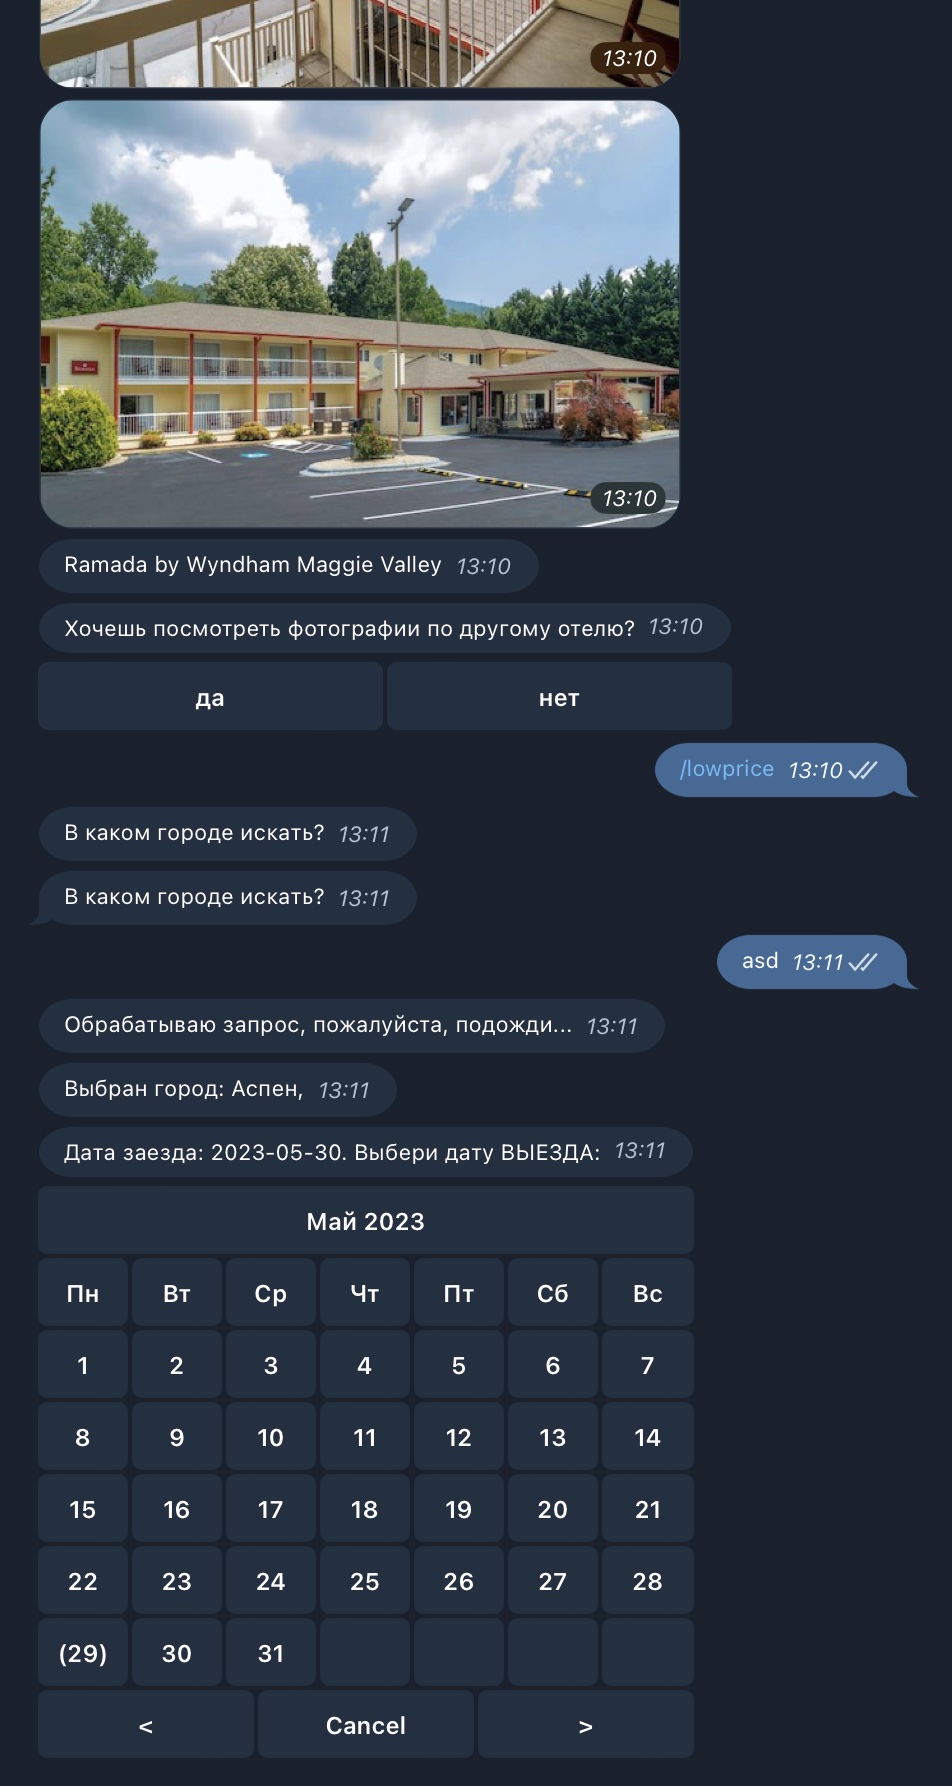 13:10
13:10
Ramada by Wyndham Maggie Valley 13:10
Хочешь посмотреть фотографии по другому отелю? 13:10
да нет
/lowprice 13:10
В каком городе искать? 13:11
В каком городе искать? 13:11
asd 13:11
Обрабатываю запрос, пожалуйста, подожди... 13:11
Выбран город: Аспен, 13:11
Дата заезда: 2023-05-30. Выбери дату ВЫЕЗДА: 13:11
Май 2023
Пн Вт Ср Чт Пт Сб Вс
1 2 3 4 5 6 7
8 9 10 11 12 13 14
15 16 17 18 19 20 21
22 23 24 25 26 27 28
(29) 30 31
< Cancel >